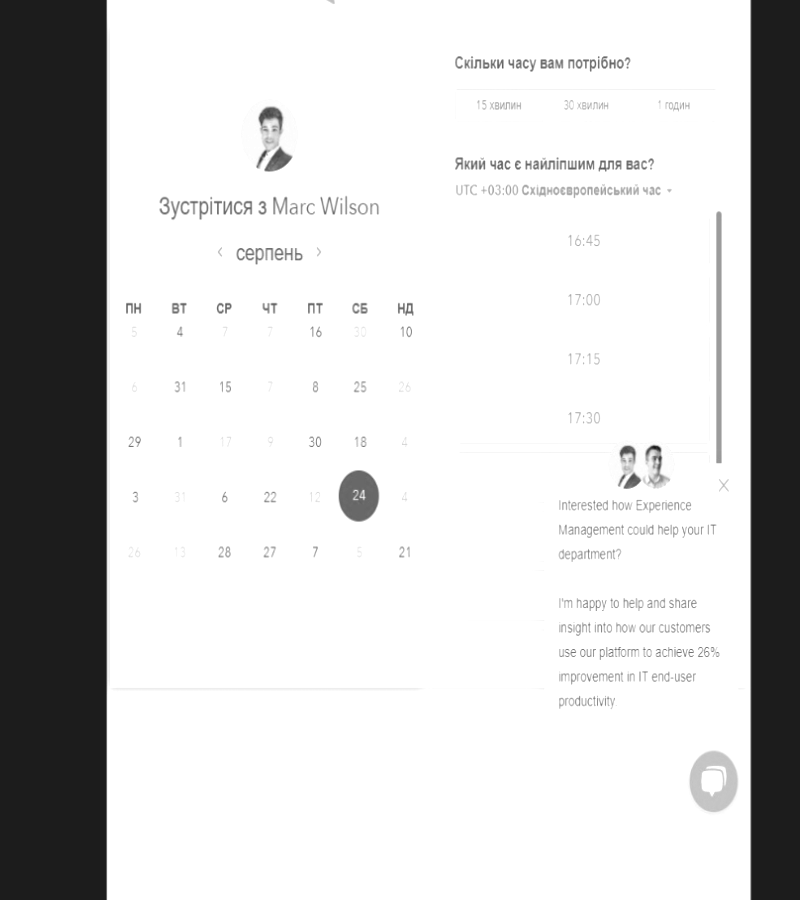 Зустрітися з Marc Wilson
серпень
ПН ВТ СР ЧТ ПТ СБ НД
5 4 7 7 16 30 10
6 31 15 7 8 25 26
29 1 17 9 30 18 4
3 31 6 22 12 24 4
26 13 28 27 7 5 21
Скільки часу вам потрібно?
15 хвилин 30 хвилин 1 годин
Який час є найліпшим для вас?
UTC +03:00 Східноєвропейський час
16:45
17:00
17:15
17:30
Interested how Experience
Management could help your IT
department?
I'm happy to help and share
insight into how our customers
use our platform to achieve 26%
improvement in IT end-user
productivity.